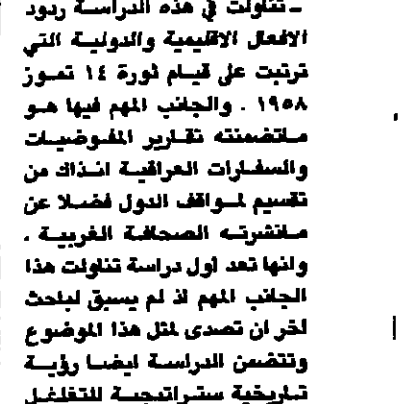 ـ تناولت في هذه الدراسة ردود
الافعال الاقليمية والدولية التي
ترتبت على قيام ثورة ١٤ تموز
١٩٥٨ . والجانب المهم فيها هو
ماتضمنته تقارير المفوضيات
والسفارات العراقية انذاك من
تقسيم لمواقف الدول فضلا عن
مانشرته الصحافة الغربية .
وانها تعد اول دراسة تناولت هذا
الجانب المهم اذ لم يسبق لباحث
اخر ان تصدى لمثل هذا الموضوع
وتتضمن الدراسة ايضا رؤية
تاريخية ستراتيجية للتغلغل